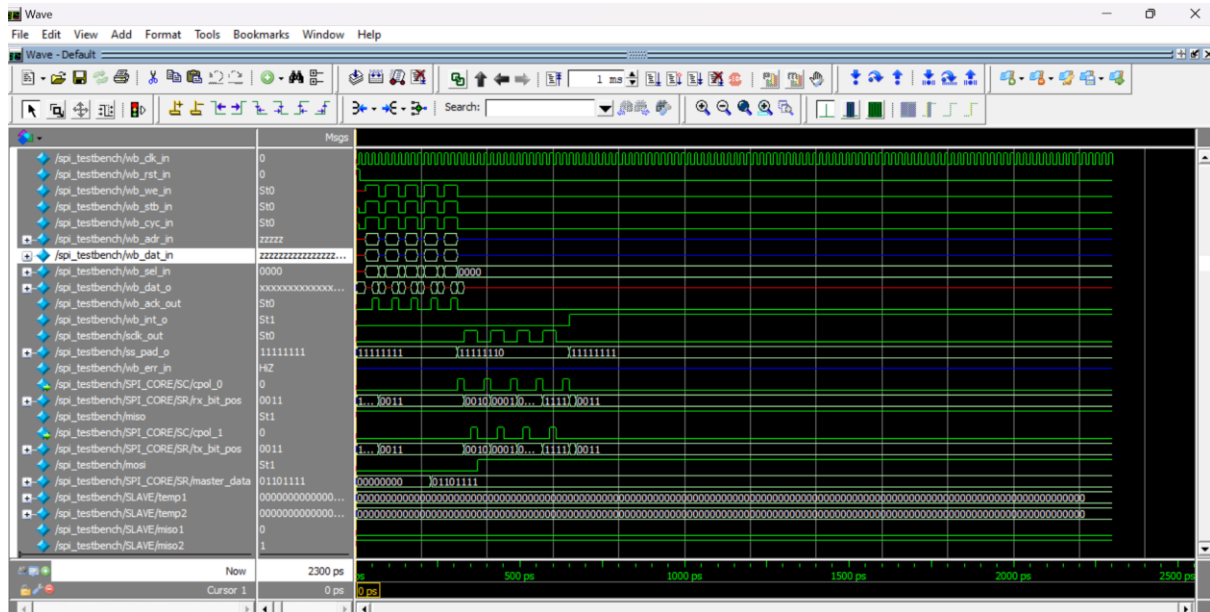 Wave
File Edit View Add Format Tools Bookmarks Window Help
Wave - Default
1 ms
Search:
Msgs
/spi_testbench/wb_clk_in 0
/spi_testbench/wb_rst_in 0
/spi_testbench/wb_we_in St0
/spi_testbench/wb_stb_in St0
/spi_testbench/wb_cyc_in St0
/spi_testbench/wb_adr_in zzzzz
/spi_testbench/wb_dat_in zzzzzzzzzzzzzzzz...
/spi_testbench/wb_sel_in 0000 0000
/spi_testbench/wb_dat_o xxxxxxxxxxxxx...
/spi_testbench/wb_ack_out St0
/spi_testbench/wb_int_o St1
/spi_testbench/sclk_out St0
/spi_testbench/ss_pad_o 11111111 11111111 11111110 11111111
/spi_testbench/wb_err_in HiZ
/spi_testbench/SPI_CORE/SC/cpol_0 0
/spi_testbench/SPI_CORE/SR/rx_bit_pos 0011 1... 0011 0010 0001 0... 1111 0011
/spi_testbench/miso St1
/spi_testbench/SPI_CORE/SC/cpol_1 0
/spi_testbench/SPI_CORE/SR/tx_bit_pos 0011 1... 0011 0010 0001 0... 1111 0011
/spi_testbench/mosi St1
/spi_testbench/SPI_CORE/SR/master_data 01101111 00000000 01101111
/spi_testbench/SLAVE/temp1 0000000000000...
/spi_testbench/SLAVE/temp2 0000000000000...
/spi_testbench/SLAVE/miso1 0
/spi_testbench/SLAVE/miso2 1
Now 2300 ps 500 ps 1000 ps 1500 ps 2000 ps 2500 ps
Cursor 1 0 ps 0 ps